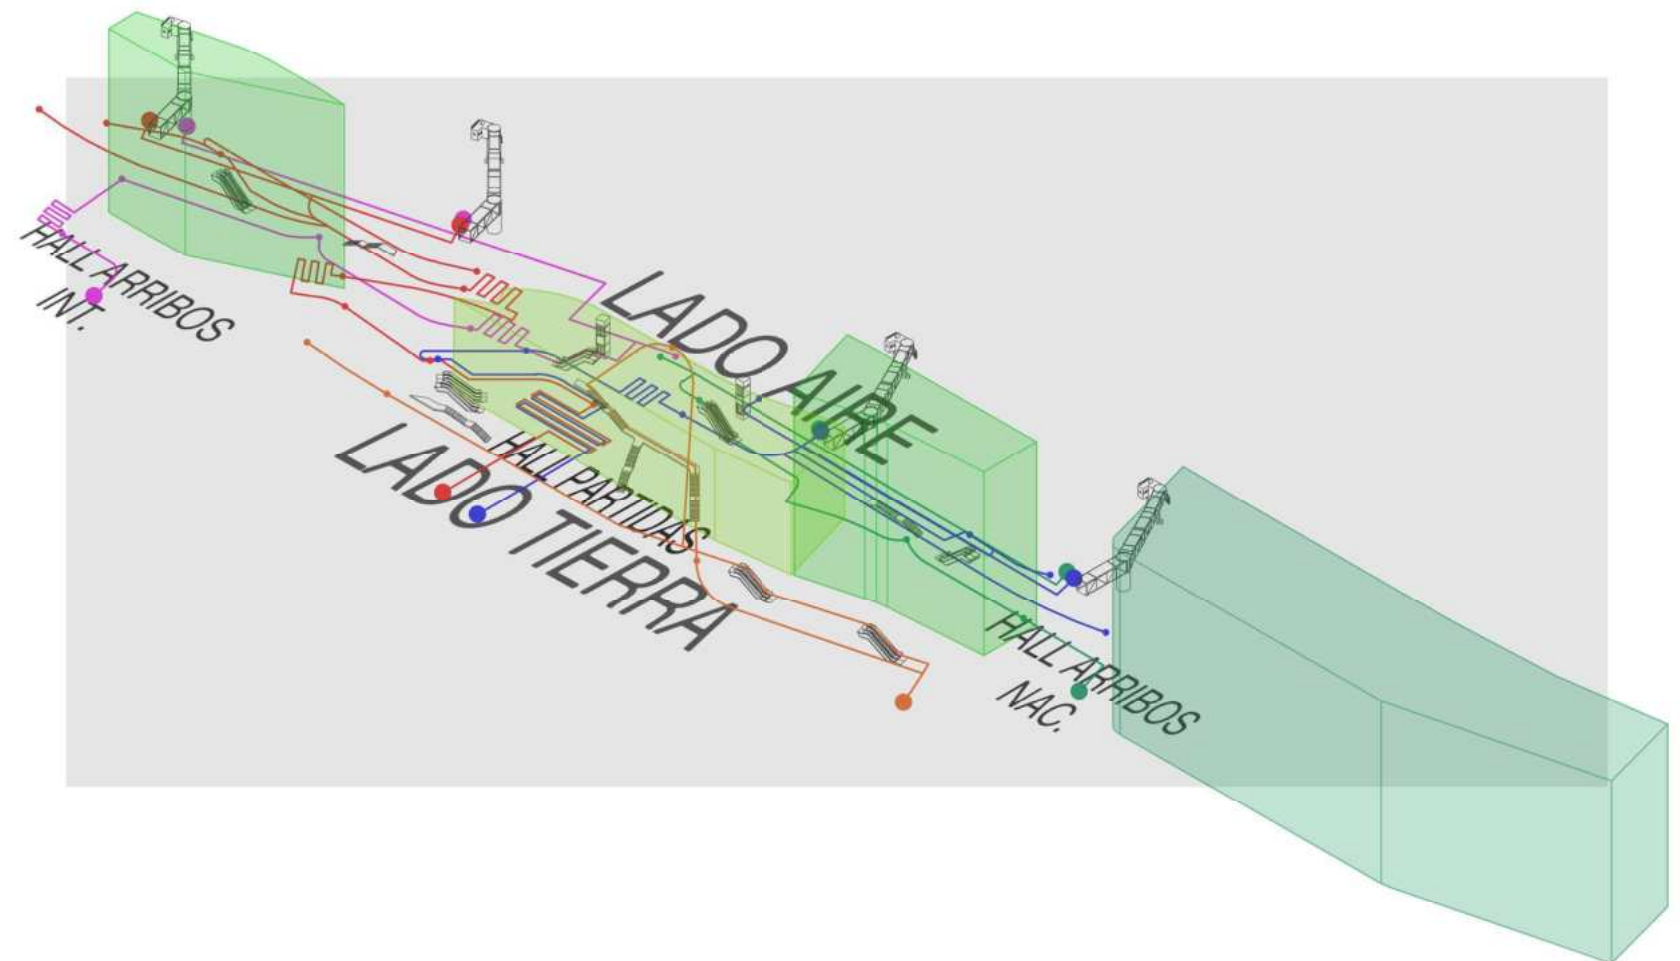 HALL ARRIBOS
INT.
LADO AIRE
HALL PARTIDAS
LADO TIERRA
HALL ARRIBOS
NAC.